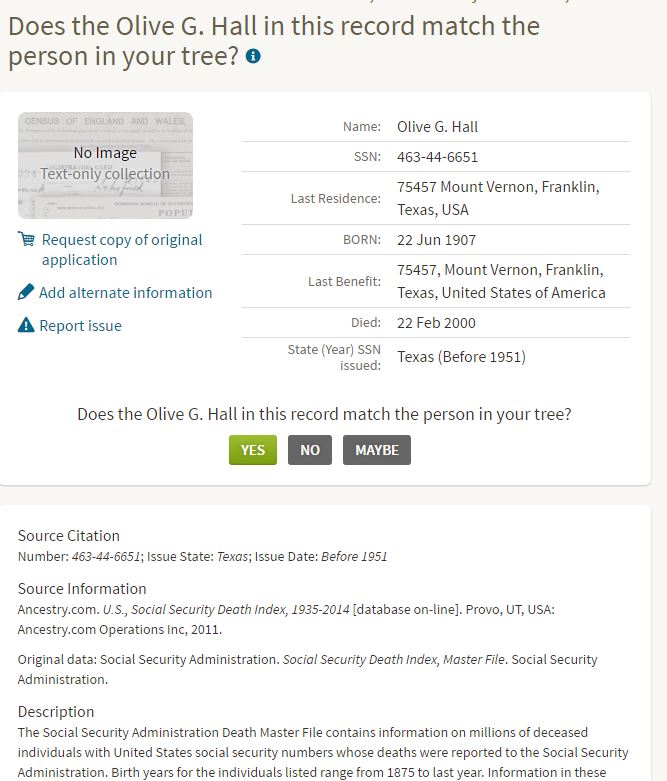 Does the Olive G. Hall in this record match the
person in your tree?
CENSUS OF ENGLAND AND WALES,
No Image
Text-only collection
POPU
Request copy of original
application
Add alternate information
Report issue
Name: Olive G. Hall
SSN: 463-44-6651
Last Residence: 75457 Mount Vernon, Franklin,
Texas, USA
BORN: 22 Jun 1907
Last Benefit: 75457, Mount Vernon, Franklin,
Texas, United States of America
Died: 22 Feb 2000
State (Year) SSN
issued: Texas (Before 1951)
Does the Olive G. Hall in this record match the person in your tree?
YES NO MAYBE
Source Citation
Number: 463-44-6651; Issue State: Texas; Issue Date: Before 1951
Source Information
Ancestry.com. U.S., Social Security Death Index, 1935-2014 [database on-line]. Provo, UT, USA:
Ancestry.com Operations Inc, 2011.
Original data: Social Security Administration. Social Security Death Index, Master File. Social Security
Administration.
Description
The Social Security Administration Death Master File contains information on millions of deceased
individuals with United States social security numbers whose deaths were reported to the Social Security
Administration. Birth years for the individuals listed range from 1875 to last year. Information in these